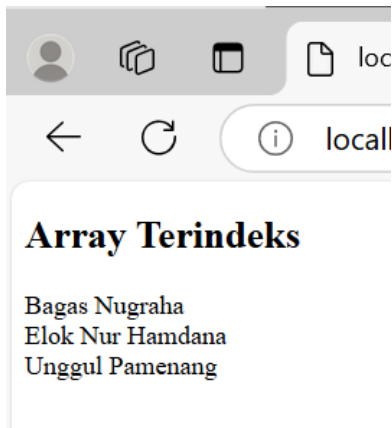 loc
locall
Array Terindeks
Bagas Nugraha
Elok Nur Hamdana
Unggul Pamenang